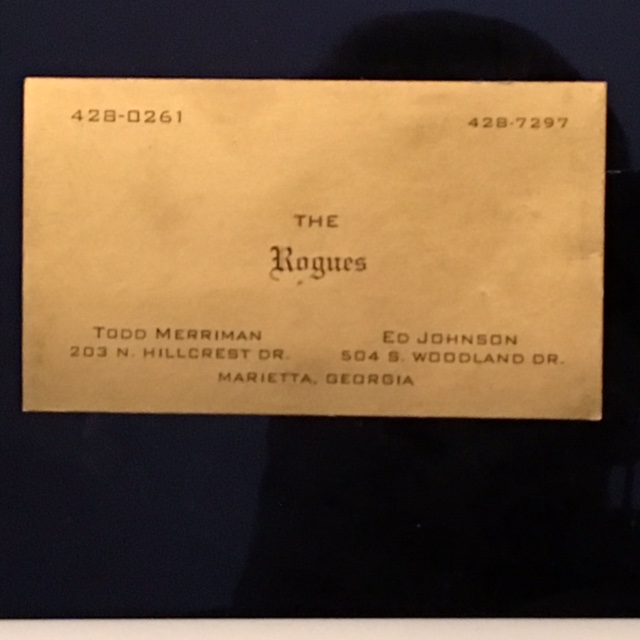 428-0261 428-7297
THE
Rogues
TODD MERRIMAN ED JOHNSON
203 N. HILLCREST DR. 504 S. WOODLAND DR.
MARIETTA, GEORGIA